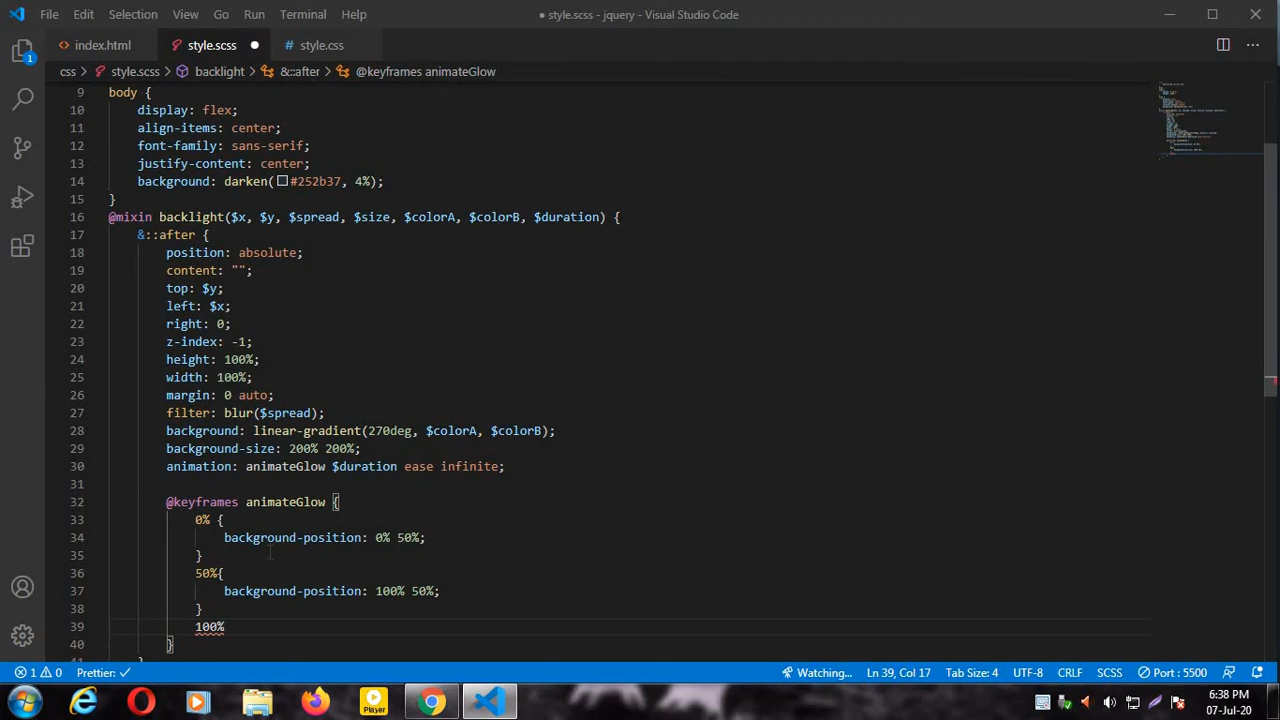 File Edit Selection View Go Run Terminal Help
● style.scss - jquery - Visual Studio Code
index.html style.scss style.css
css > style.scss > backlight > &::after > @keyframes animateGlow
9 body {
10 display: flex;
11 align-items: center;
12 font-family: sans-serif;
13 justify-content: center;
14 background: darken(#252b37, 4%);
15 }
16 @mixin backlight($x, $y, $spread, $size, $colorA, $colorB, $duration) {
17 &::after {
18 position: absolute;
19 content: "";
20 top: $y;
21 left: $x;
22 right: 0;
23 z-index: -1;
24 height: 100%;
25 width: 100%;
26 margin: 0 auto;
27 filter: blur($spread);
28 background: linear-gradient(270deg, $colorA, $colorB);
29 background-size: 200% 200%;
30 animation: animateGlow $duration ease infinite;
31
32 @keyframes animateGlow {
33 0% {
34 background-position: 0% 50%;
35 }
36 50%{
37 background-position: 100% 50%;
38 }
39 100%
40 }
1
1 0 Prettier: ✓ Watching... Ln 39, Col 17 Tab Size: 4 UTF-8 CRLF SCSS Port : 5500
Player
6:38 PM
07-Jul-20